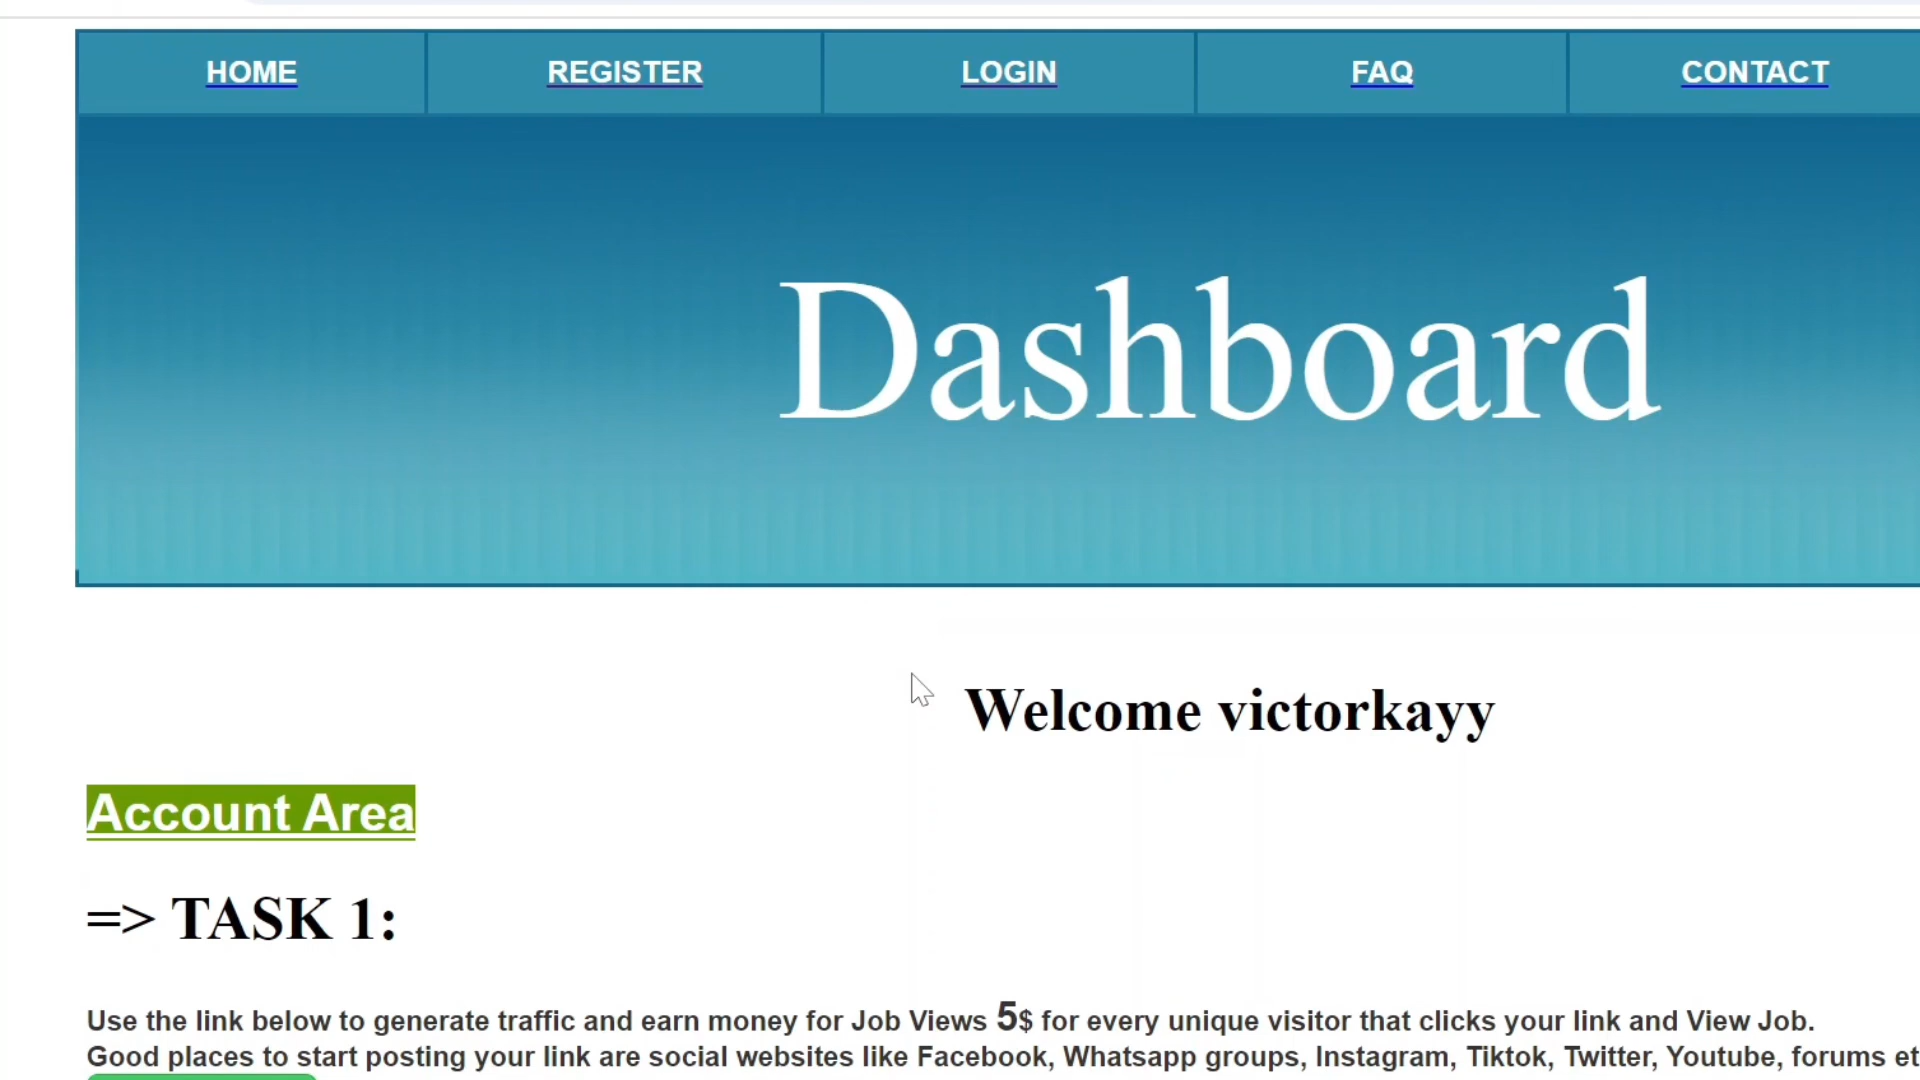 HOME REGISTER LOGIN FAQ CONTACT
Dashboard
Welcome victorkayy
Account Area
=> TASK 1:
Use the link below to generate traffic and earn money for Job Views 5$ for every unique visitor that clicks your link and View Job.
Good places to start posting your link are social websites like Facebook, Whatsapp groups, Instagram, Tiktok, Twitter, Youtube, forums et